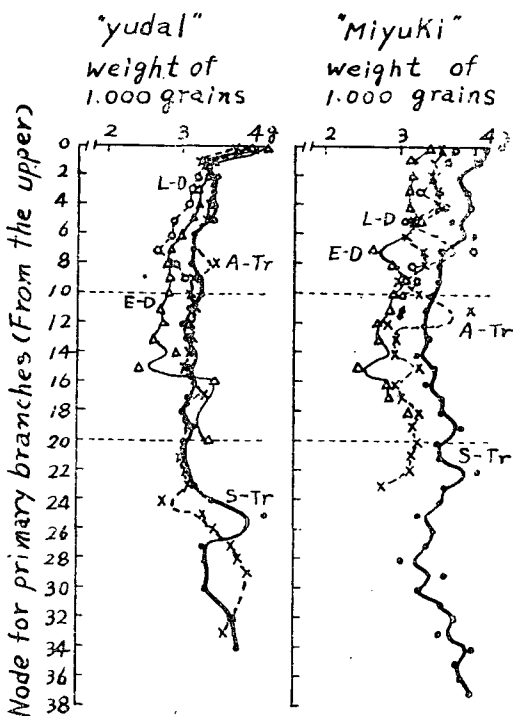 "yudal"
weight of
1.000 grains
"Miyuki"
weight of
1.000 grains
Node for primary branches (From the upper)
2 3 4g
2 3 4g
0
2
4
6
8
10
12
14
16
18
20
22
24
26
28
30
32
34
36
38
L-D
A-Tr
E-D
S-Tr
L-D
E-D
A-Tr
S-Tr